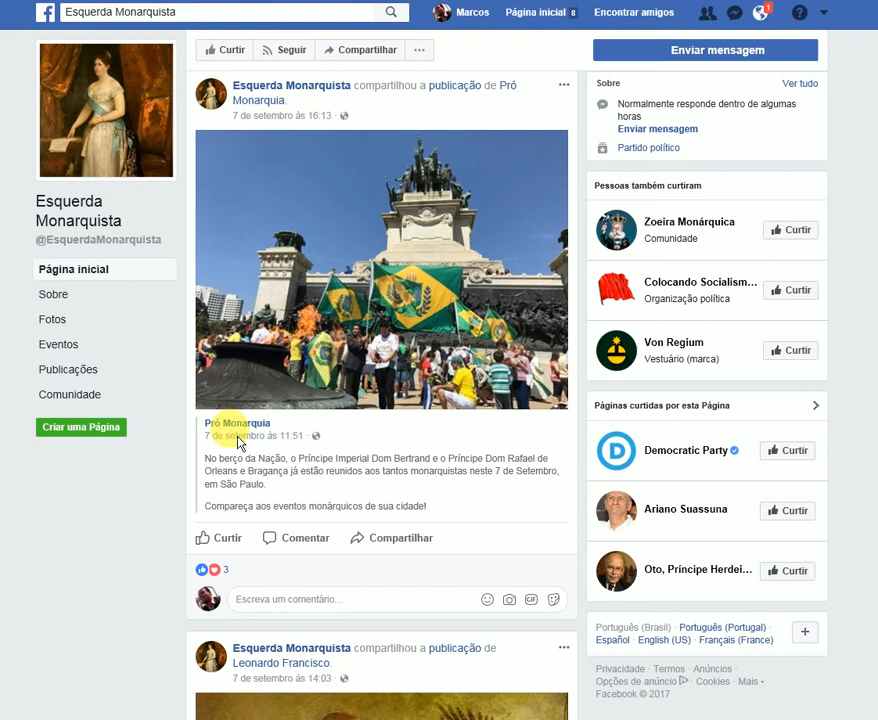 Esquerda Monarquista
Marcos
Página inicial 8
Encontrar amigos
1
Curtir
Seguir
Compartilhar
Enviar mensagem
Esquerda
Monarquista
@EsquerdaMonarquista
Página inicial
Sobre
Fotos
Eventos
Publicações
Comunidade
Criar uma Página
Esquerda Monarquista compartilhou a publicação de Pró
Monarquia.
7 de setembro às 16:13
Pró Monarquia
7 de setembro às 11:51
No berço da Nação, o Príncipe Imperial Dom Bertrand e o Príncipe Dom Rafael de
Orleans e Bragança já estão reunidos aos tantos monarquistas neste 7 de Setembro,
em São Paulo.
Compareça aos eventos monárquicos de sua cidade!
Curtir
Comentar
Compartilhar
3
Escreva um comentário...
GIF
Esquerda Monarquista compartilhou a publicação de
Leonardo Francisco.
7 de setembro às 14:03
Sobre
Ver tudo
Normalmente responde dentro de algumas
horas
Enviar mensagem
Partido político
Pessoas também curtiram
Zoeira Monárquica
Comunidade
Curtir
Colocando Socialism...
Organização política
Curtir
Von Regium
Vestuário (marca)
Curtir
Páginas curtidas por esta Página
Democratic Party
Curtir
Ariano Suassuna
Curtir
Oto, Príncipe Herdei...
Curtir
Português (Brasil) · Português (Portugal) ·
Español · English (US) · Français (France)
Privacidade · Termos · Anúncios ·
Opções de anúncio · Cookies · Mais
Facebook © 2017